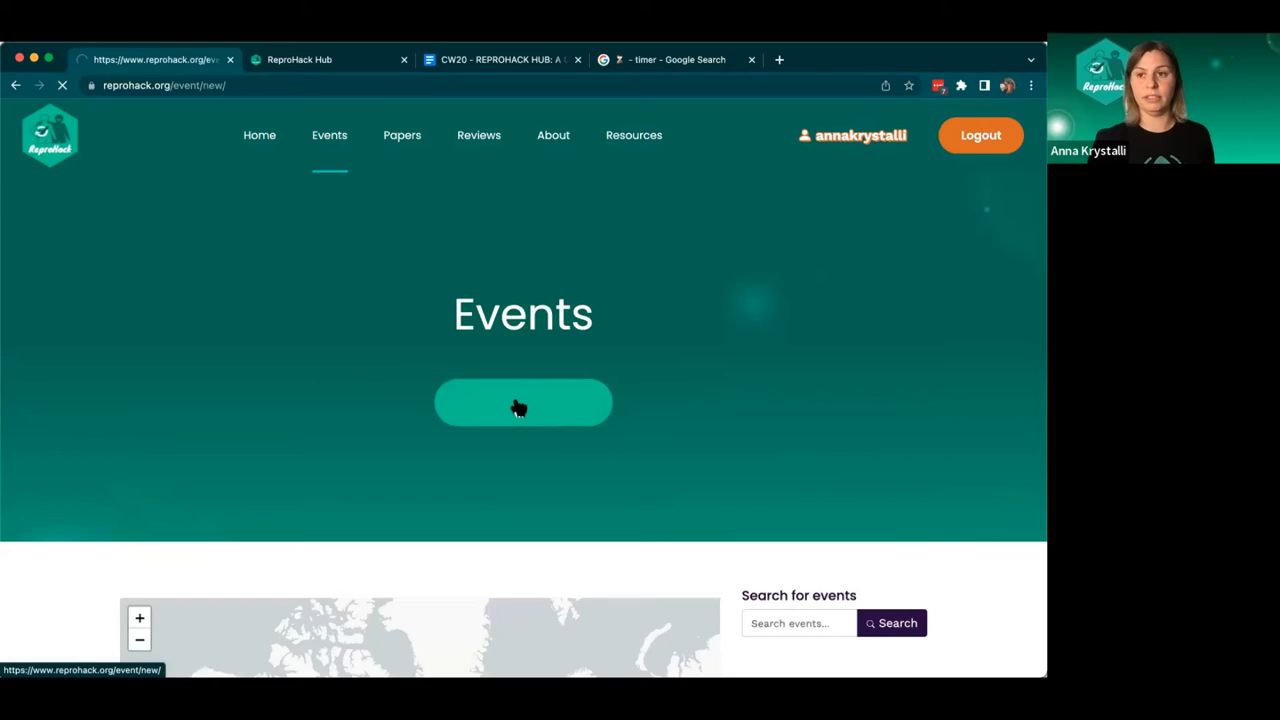 https://www.reprohack.org/eve
ReproHack Hub
CW20 - REPROHACK HUB: A
- timer - Google Search
reprohack.org/event/new/
ReproHack
Home
Events
Papers
Reviews
About
Resources
annakrystalli
Logout
ReproHack
Anna Krystalli
Events
Search for events
Search events...
Search
+
−
https://www.reprohack.org/event/new/